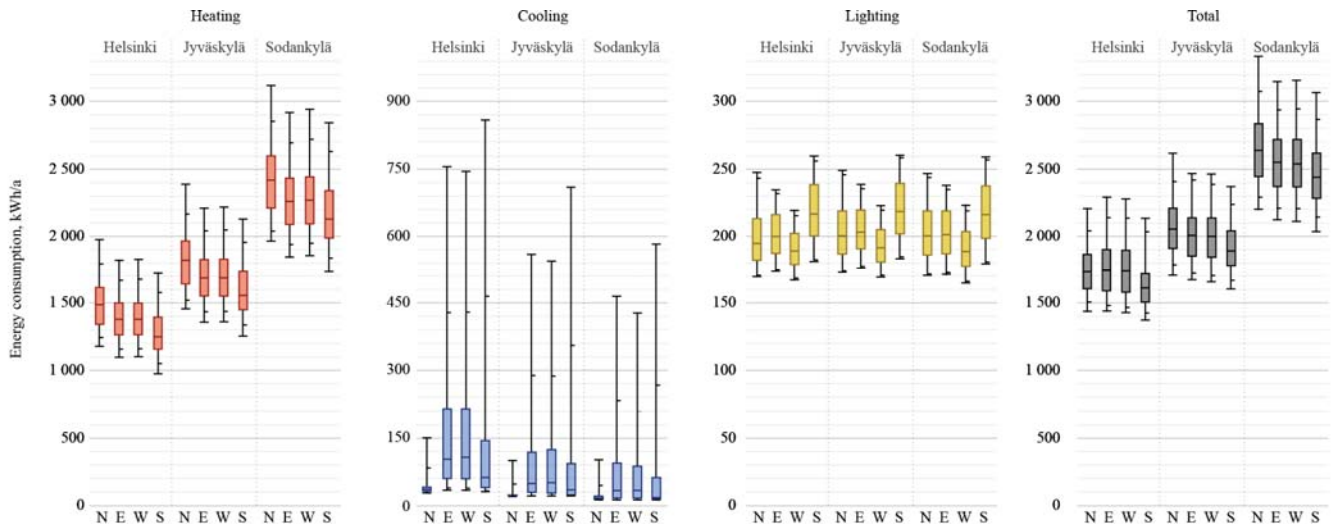 Heating
Helsinki Jyväskylä Sodankylä
Energy consumption, kWh/a
3 000
2 500
2 000
1 500
1 000
500
0
N E W S N E W S N E W S
Cooling
Helsinki Jyväskylä Sodankylä
900
750
600
450
300
150
0
N E W S N E W S N E W S
Lighting
Helsinki Jyväskylä Sodankylä
300
250
200
150
100
50
0
N E W S N E W S N E W S
Total
Helsinki Jyväskylä Sodankylä
3 000
2 500
2 000
1 500
1 000
500
0
N E W S N E W S N E W S